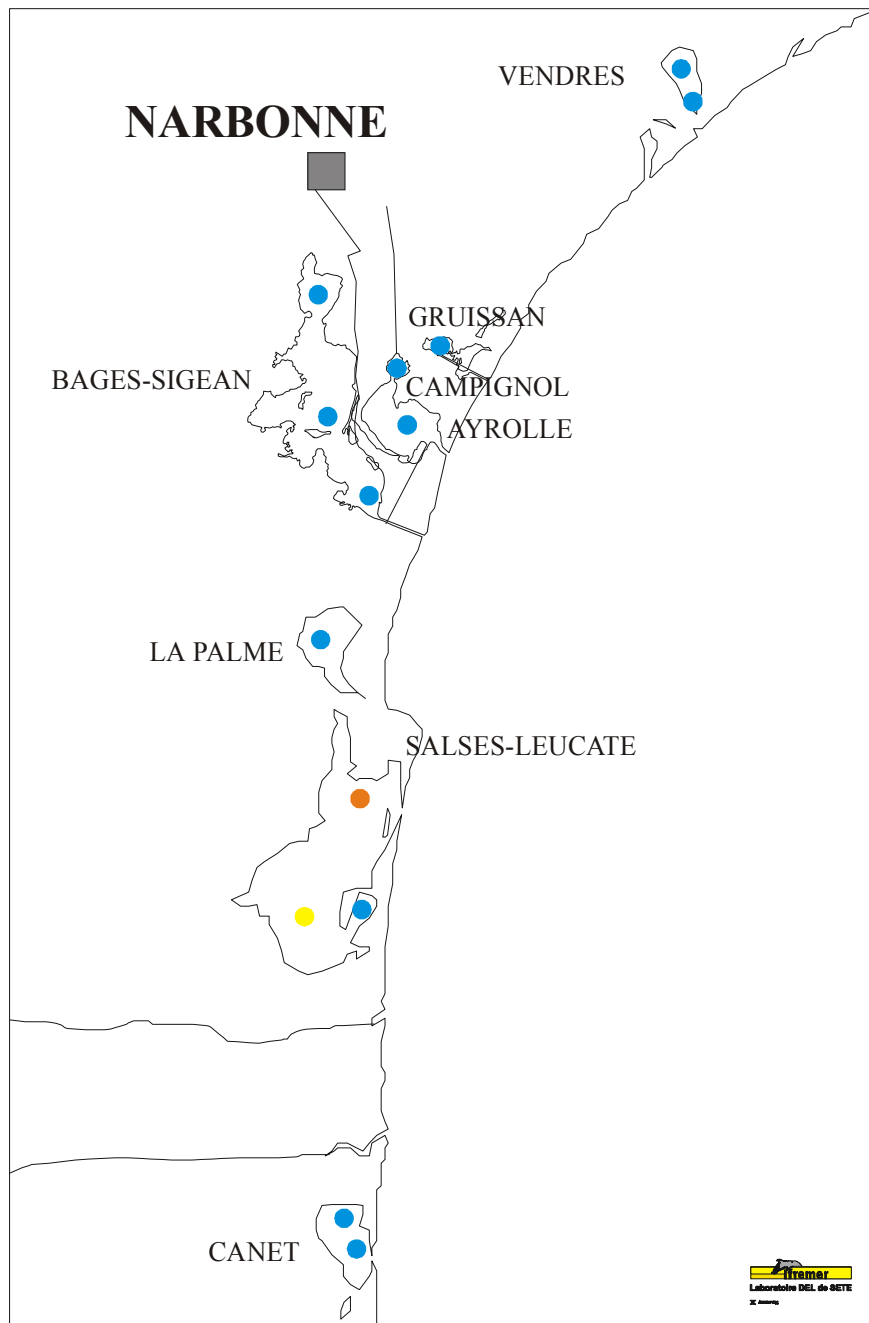 VENDRES
NARBONNE
GRUISSAN
BAGES-SIGEAN
CAMPIGNOL
AYROLLE
LA PALME
SALSES-LEUCATE
CANET
Ifremer
Laboratoire DEL de SETE